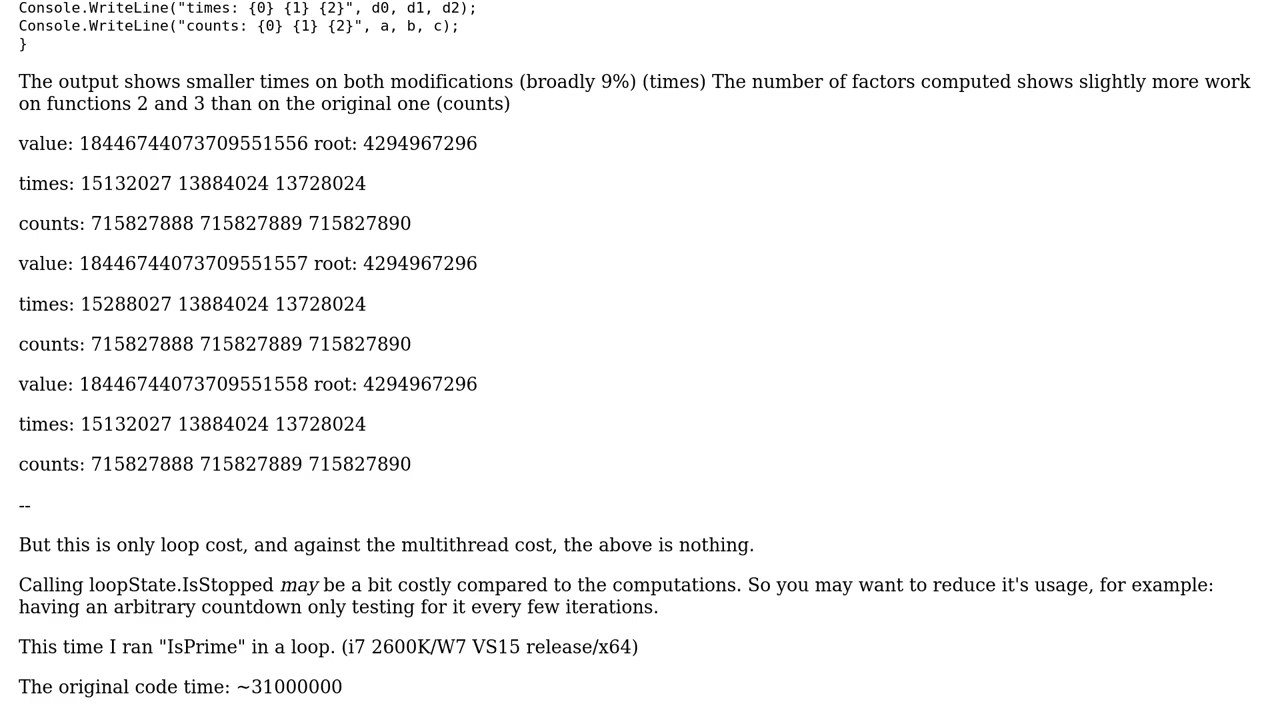 Console.WriteLine("times: {0} {1} {2}", d0, d1, d2);
Console.WriteLine("counts: {0} {1} {2}", a, b, c);
}
The output shows smaller times on both modifications (broadly 9%) (times) The number of factors computed shows slightly more work
on functions 2 and 3 than on the original one (counts)
value: 18446744073709551556 root: 4294967296
times: 15132027 13884024 13728024
counts: 715827888 715827889 715827890
value: 18446744073709551557 root: 4294967296
times: 15288027 13884024 13728024
counts: 715827888 715827889 715827890
value: 18446744073709551558 root: 4294967296
times: 15132027 13884024 13728024
counts: 715827888 715827889 715827890
--
But this is only loop cost, and against the multithread cost, the above is nothing.
Calling loopState.IsStopped may be a bit costly compared to the computations. So you may want to reduce it's usage, for example:
having an arbitrary countdown only testing for it every few iterations.
This time I ran "IsPrime" in a loop. (i7 2600K/W7 VS15 release/x64)
The original code time: ~31000000